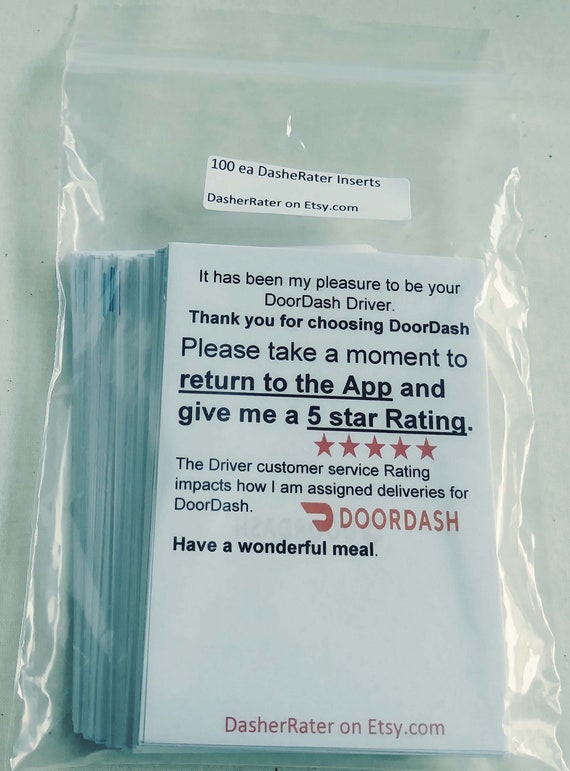 100 ea DasheRater Inserts
DasherRater on Etsy.com
It has been my pleasure to be your
DoorDash Driver.
Thank you for choosing DoorDash
Please take a moment to
return to the App and
give me a 5 star Rating.
The Driver customer service Rating
impacts how I am assigned deliveries for
DoorDash.
DOORDASH
Have a wonderful meal.
DasherRater on Etsy.com